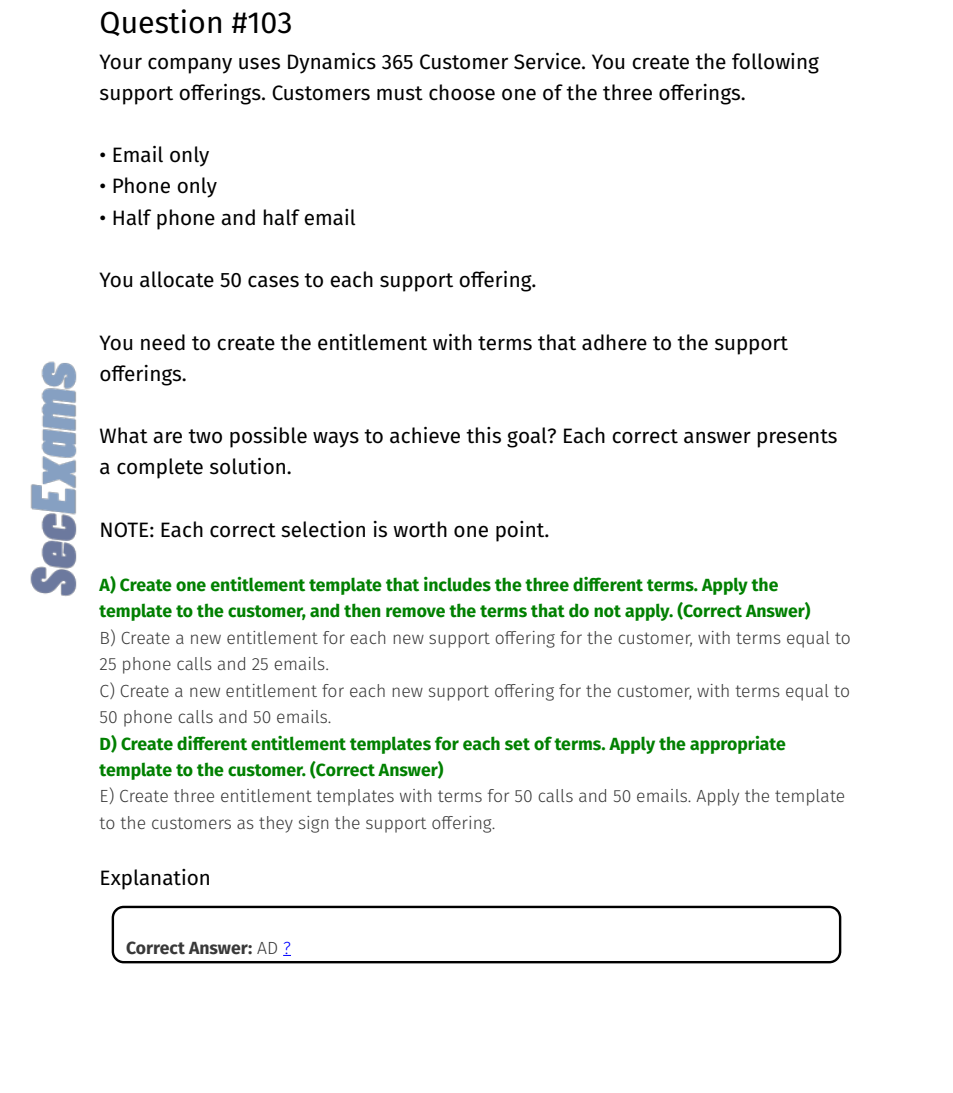 Question #103
Your company uses Dynamics 365 Customer Service. You create the following
support offerings. Customers must choose one of the three offerings.
• Email only
• Phone only
• Half phone and half email
You allocate 50 cases to each support offering.
You need to create the entitlement with terms that adhere to the support
offerings.
What are two possible ways to achieve this goal? Each correct answer presents
a complete solution.
NOTE: Each correct selection is worth one point.
A) Create one entitlement template that includes the three different terms. Apply the
template to the customer, and then remove the terms that do not apply. (Correct Answer)
B) Create a new entitlement for each new support offering for the customer, with terms equal to
25 phone calls and 25 emails.
C) Create a new entitlement for each new support offering for the customer, with terms equal to
50 phone calls and 50 emails.
D) Create different entitlement templates for each set of terms. Apply the appropriate
template to the customer. (Correct Answer)
E) Create three entitlement templates with terms for 50 calls and 50 emails. Apply the template
to the customers as they sign the support offering.
Explanation
Correct Answer: AD ?
SecExams